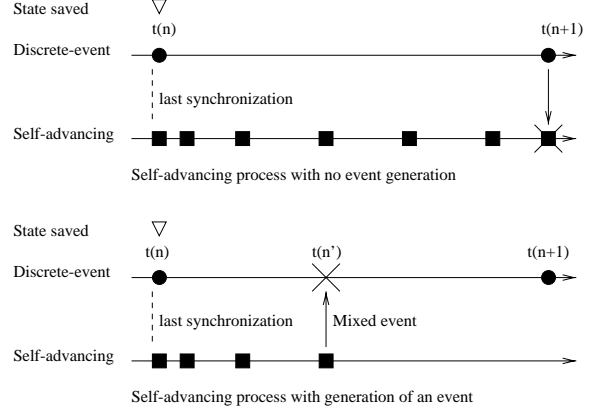 State saved
t(n)
t(n+1)
Discrete-event
last synchronization
Self-advancing
Self-advancing process with no event generation
State saved
t(n)
t(n')
t(n+1)
Discrete-event
last synchronization
Mixed event
Self-advancing
Self-advancing process with generation of an event